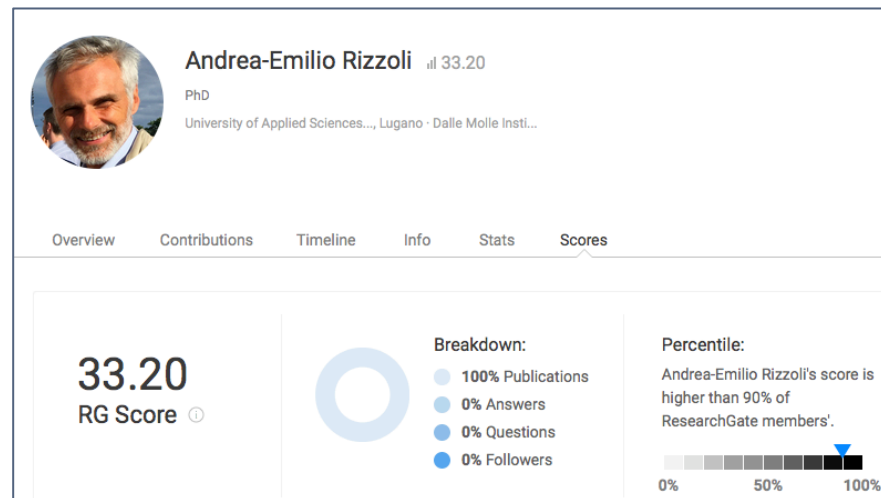 Andrea-Emilio Rizzoli 33.20
PhD
University of Applied Sciences..., Lugano · Dalle Molle Insti...
Overview Contributions Timeline Info Stats Scores
33.20
RG Score
Breakdown:
100% Publications
0% Answers
0% Questions
0% Followers
Percentile:
Andrea-Emilio Rizzoli's score is
higher than 90% of
ResearchGate members'.
0% 50% 100%